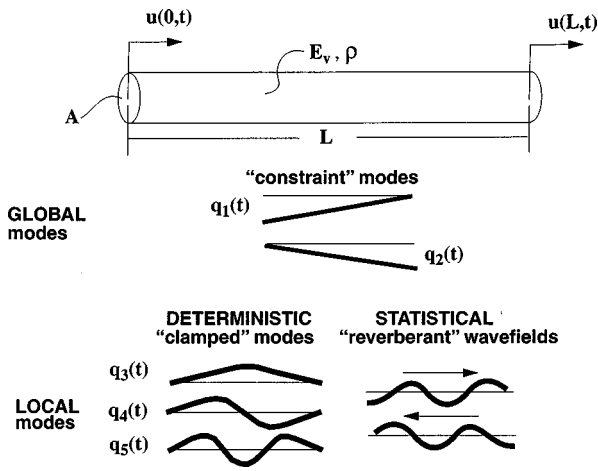 u(0,t)
u(L,t)
E_v , ρ
A
L
"constraint" modes
GLOBAL
modes
q₁(t)
q₂(t)
DETERMINISTIC
"clamped" modes
STATISTICAL
"reverberant" wavefields
LOCAL
modes
q₃(t)
q₄(t)
q₅(t)